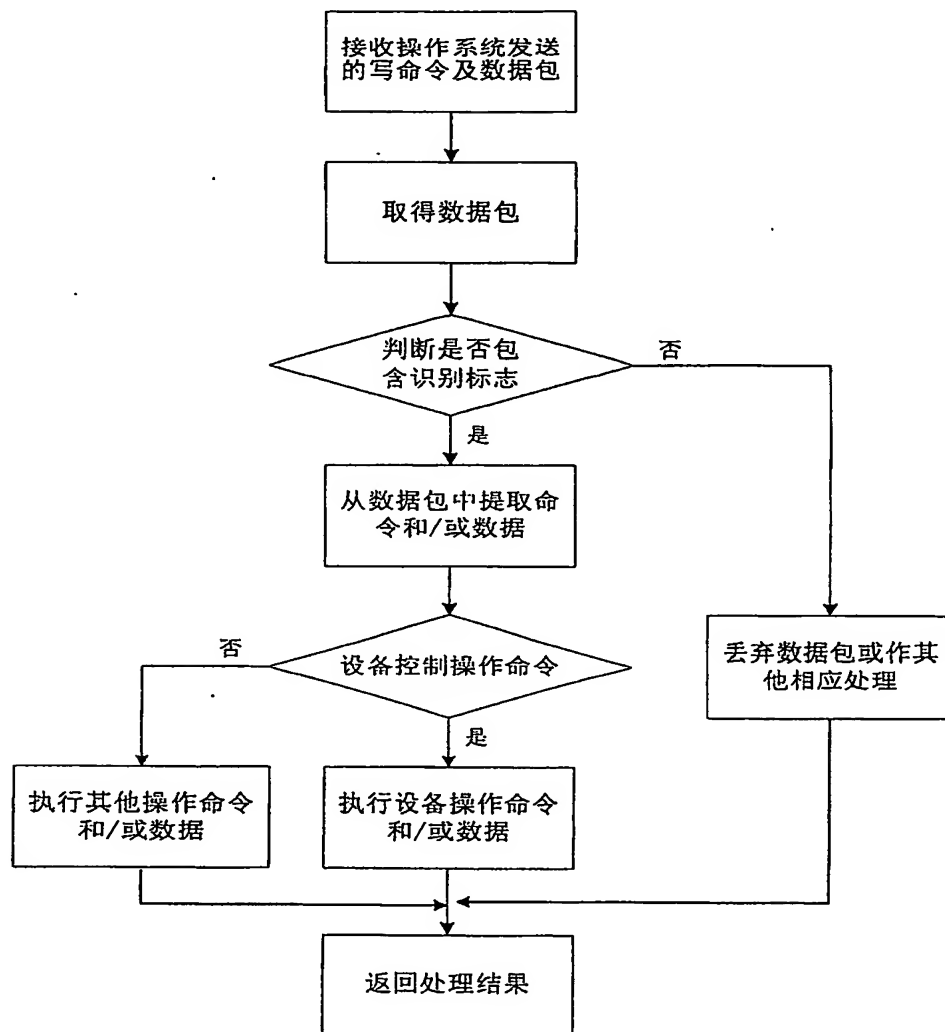 接收操作系统发送
的写命令及数据包
取得数据包
判断是否包
含识别标志
否
是
从数据包中提取命
令和/或数据
否
设备控制操作命令
丢弃数据包或作其
他相应处理
是
执行其他操作命令
和/或数据
执行设备操作命令
和/或数据
返回处理结果